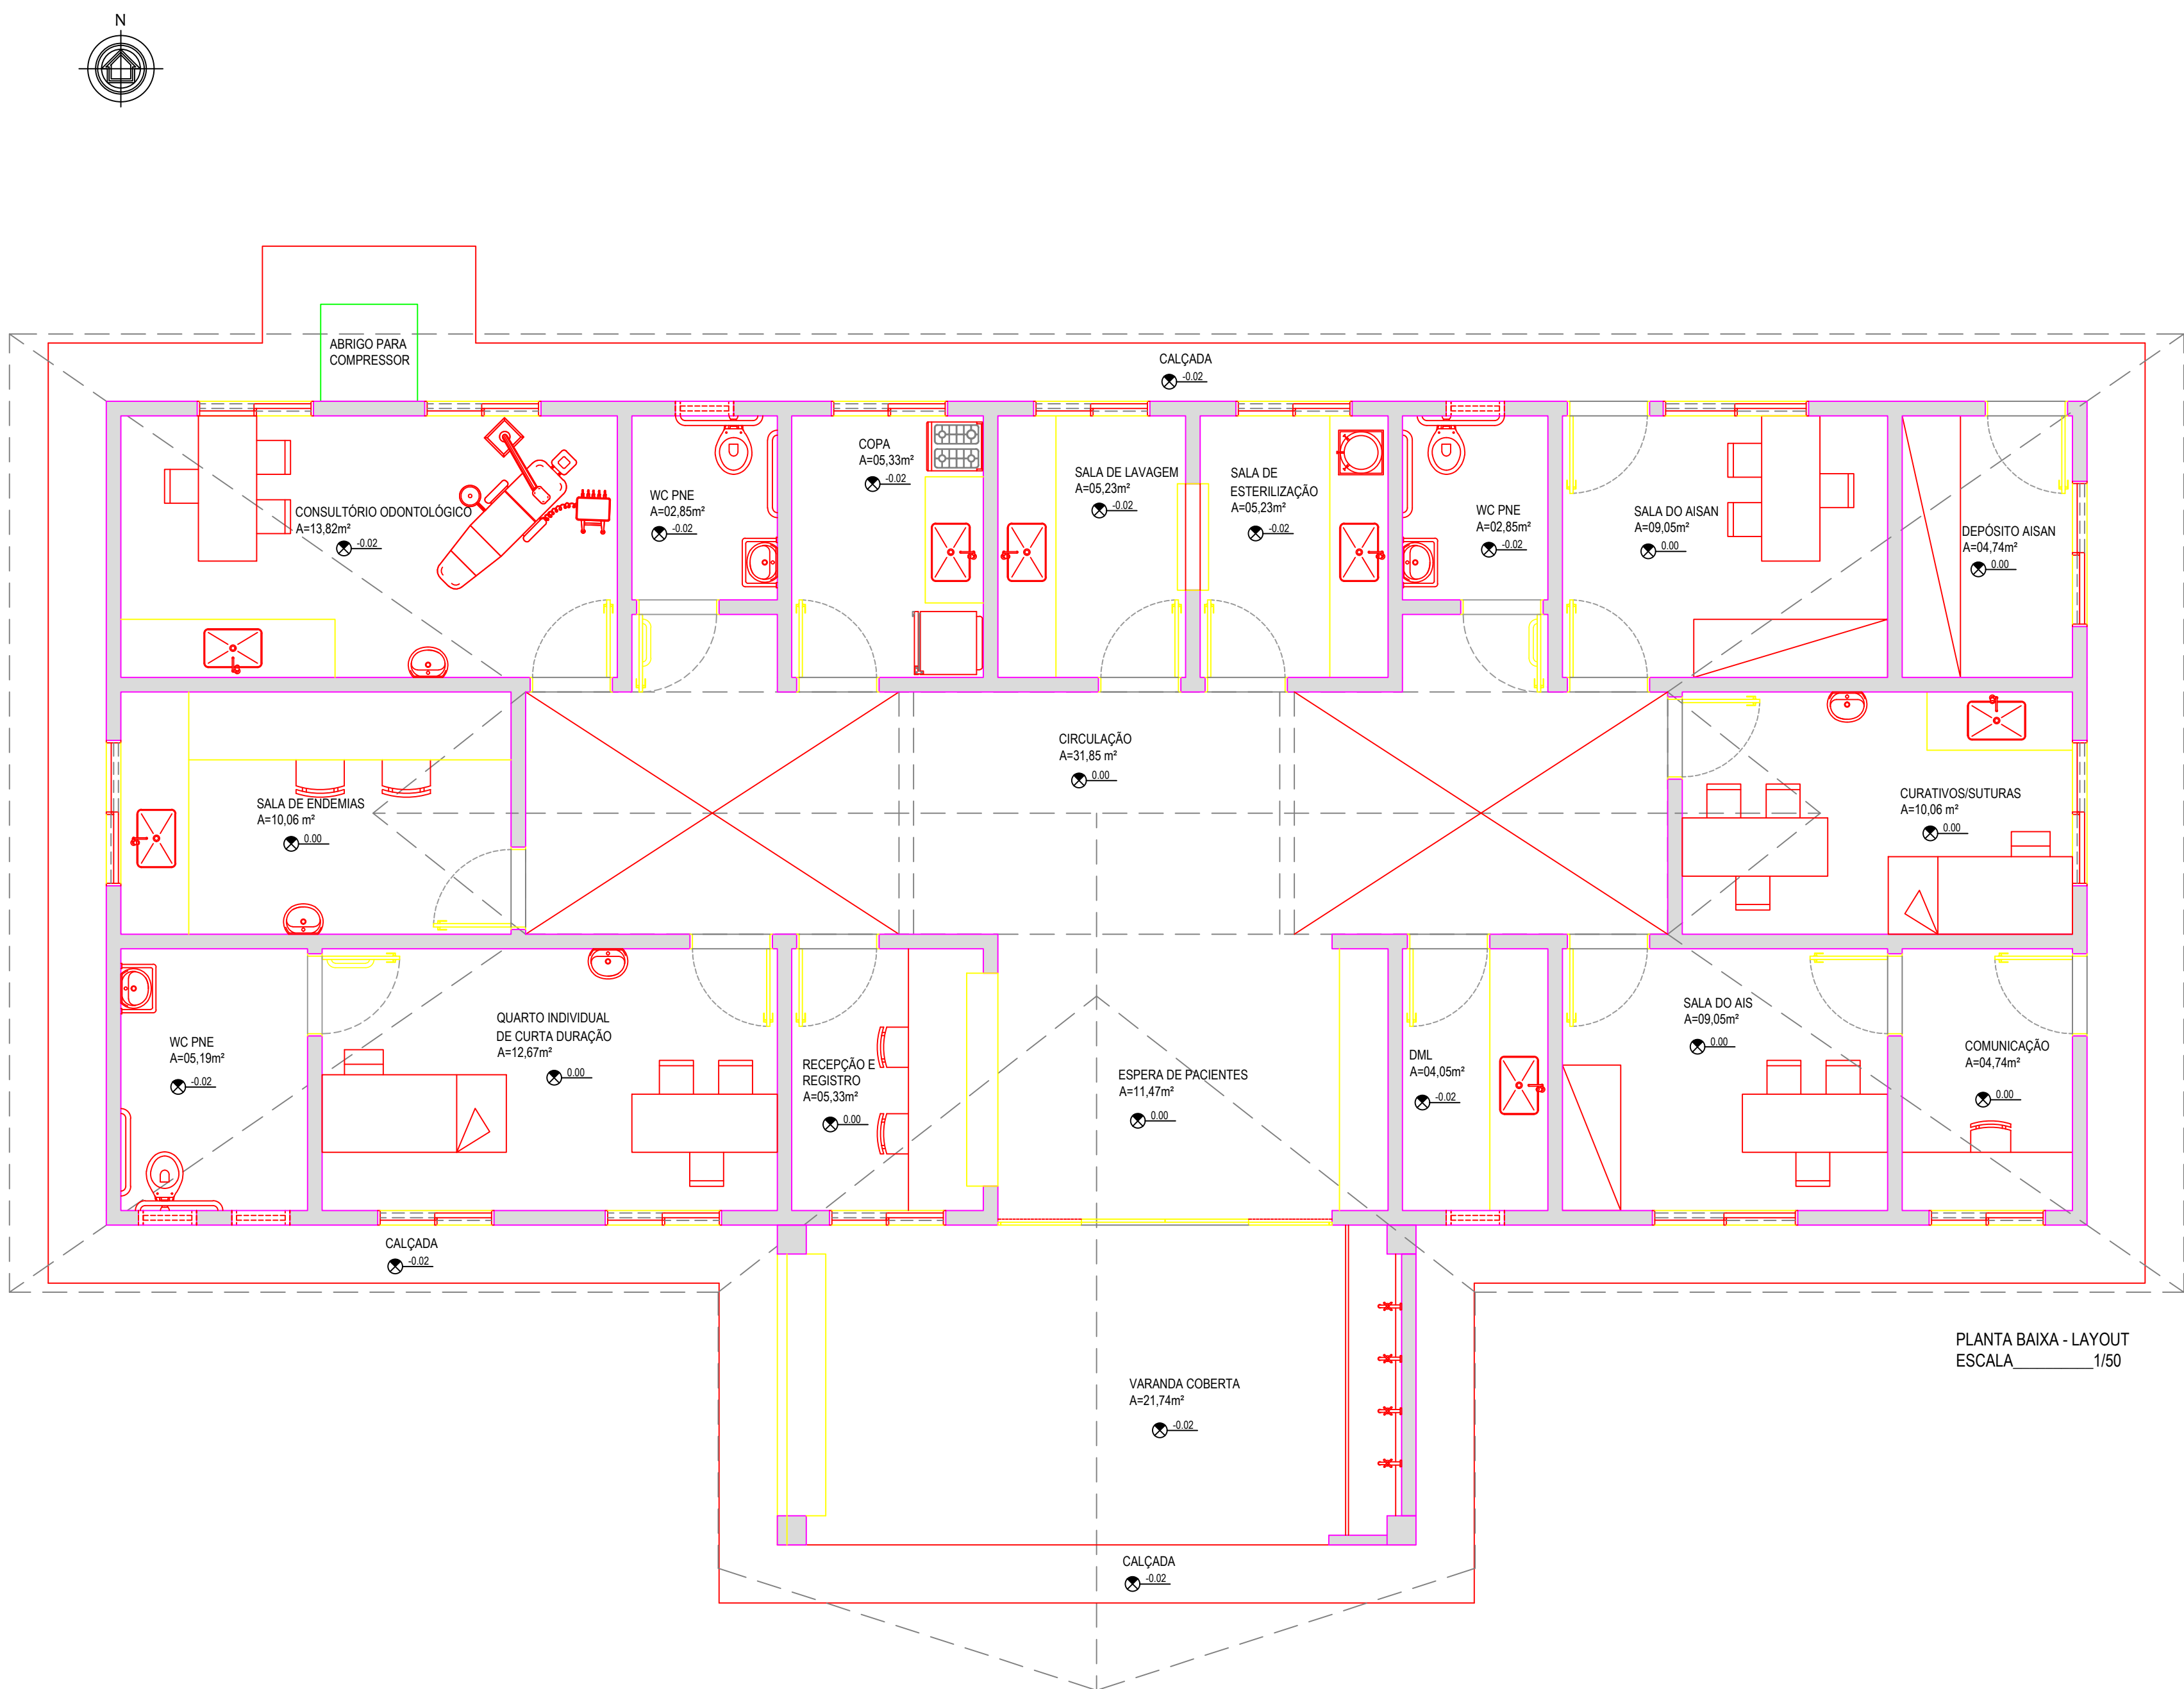 N
ABRIGO PARA
COMPRESSOR
CALÇADA
-0.02
CONSULTÓRIO ODONTOLÓGICO
A=13,82m²
-0.02
WC PNE
A=02,85m²
-0.02
COPA
A=05,33m²
-0.02
SALA DE LAVAGEM
A=05,23m²
-0.02
SALA DE
ESTERILIZAÇÃO
A=05,23m²
-0.02
WC PNE
A=02,85m²
-0.02
SALA DO AISAN
A=09,05m²
0.00
DEPÓSITO AISAN
A=04,74m²
0.00
SALA DE ENDEMIAS
A=10,06 m²
0.00
CIRCULAÇÃO
A=31,85 m²
0.00
CURATIVOS/SUTURAS
A=10,06 m²
0.00
WC PNE
A=05,19m²
-0.02
QUARTO INDIVIDUAL
DE CURTA DURAÇÃO
A=12,67m²
0.00
RECEPÇÃO E
REGISTRO
A=05,33m²
0.00
ESPERA DE PACIENTES
A=11,47m²
0.00
DML
A=04,05m²
-0.02
SALA DO AIS
A=09,05m²
0.00
COMUNICAÇÃO
A=04,74m²
0.00
CALÇADA
-0.02
VARANDA COBERTA
A=21,74m²
-0.02
CALÇADA
-0.02
PLANTA BAIXA - LAYOUT
ESCALA_________1/50